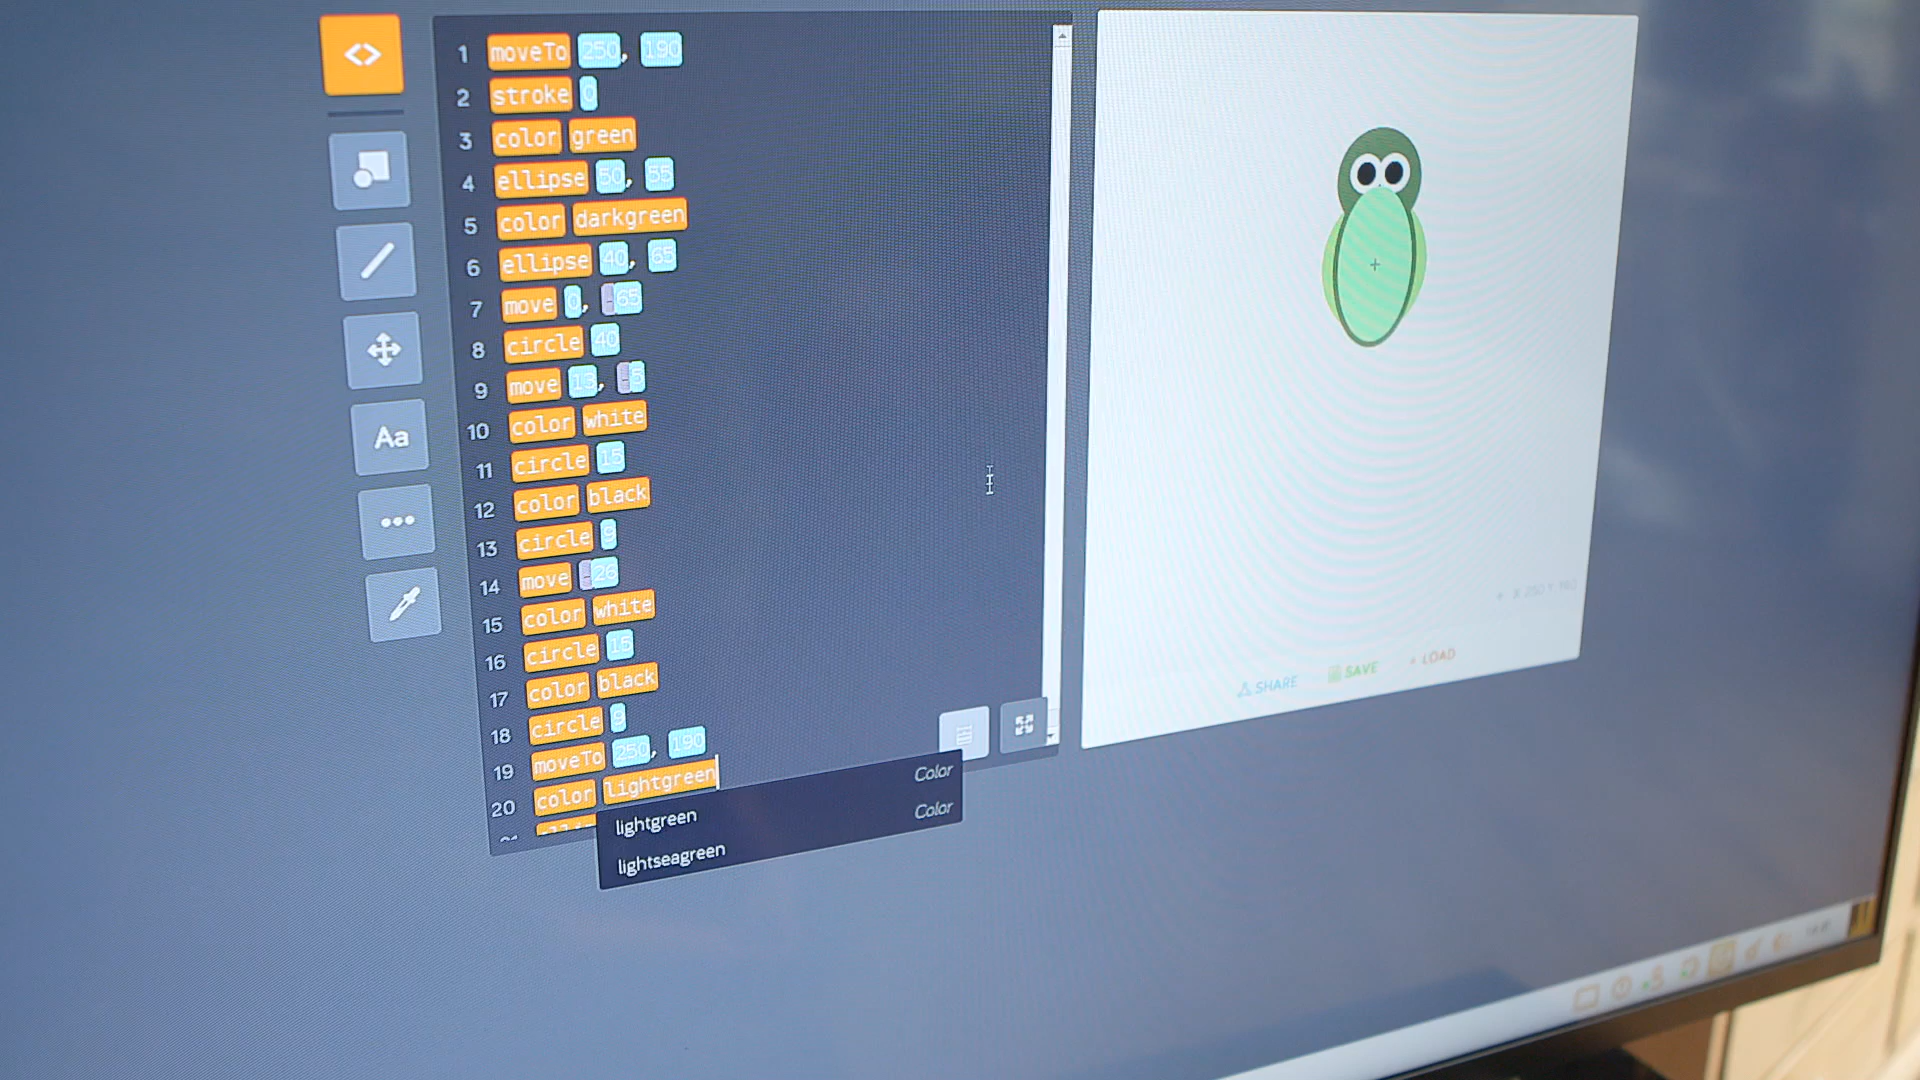 <>
1 moveTo 250, 190
2 stroke 0
3 color green
4 ellipse 50, 55
5 color darkgreen
6 ellipse 40, 65
7 move 0, -65
8 circle 40
9 move 13, -5
10 color white
11 circle 15
12 color black
13 circle 9
14 move -26
15 color white
16 circle 15
17 color black
18 circle 9
19 moveTo 250, 190
20 color lightgreen
lightgreen Color
lightseagreen Color
Aa
X 250 Y 190
SHARE SAVE LOAD